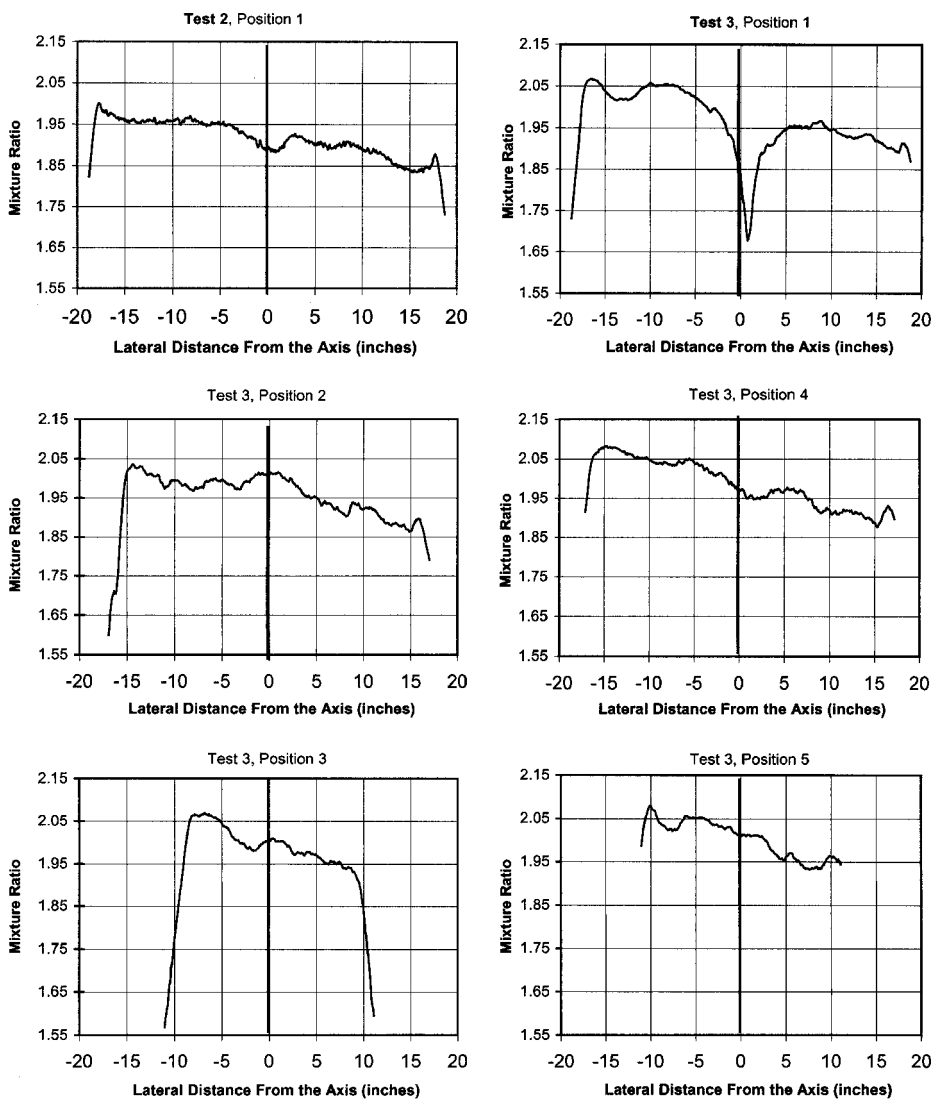 Test 2, Position 1
2.15
2.05
1.95
1.85
1.75
1.65
1.55
Mixture Ratio
-20 -15 -10 -5 0 5 10 15 20
Lateral Distance From the Axis (inches)
Test 3, Position 1
2.15
2.05
1.95
1.85
1.75
1.65
1.55
Mixture Ratio
-20 -15 -10 -5 0 5 10 15 20
Lateral Distance From the Axis (inches)
Test 3, Position 2
2.15
2.05
1.95
1.85
1.75
1.65
1.55
Mixture Ratio
-20 -15 -10 -5 0 5 10 15 20
Lateral Distance From the Axis (inches)
Test 3, Position 4
2.15
2.05
1.95
1.85
1.75
1.65
1.55
Mixture Ratio
-20 -15 -10 -5 0 5 10 15 20
Lateral Distance From the Axis (inches)
Test 3, Position 3
2.15
2.05
1.95
1.85
1.75
1.65
1.55
Mixture Ratio
-20 -15 -10 -5 0 5 10 15 20
Lateral Distance From the Axis (inches)
Test 3, Position 5
2.15
2.05
1.95
1.85
1.75
1.65
1.55
Mixture Ratio
-20 -15 -10 -5 0 5 10 15 20
Lateral Distance From the Axis (inches)